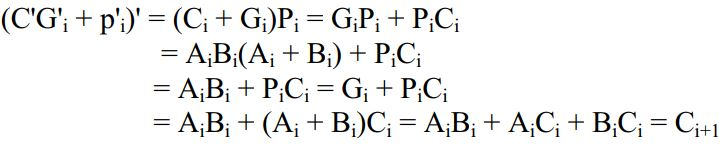 (C'G'ᵢ + p'ᵢ)' = (Cᵢ + Gᵢ)Pᵢ = GᵢPᵢ + PᵢCᵢ
= AᵢBᵢ(Aᵢ + Bᵢ) + PᵢCᵢ
= AᵢBᵢ + PᵢCᵢ = Gᵢ + PᵢCᵢ
= AᵢBᵢ + (Aᵢ + Bᵢ)Cᵢ = AᵢBᵢ + AᵢCᵢ + BᵢCᵢ = Cᵢ₊₁